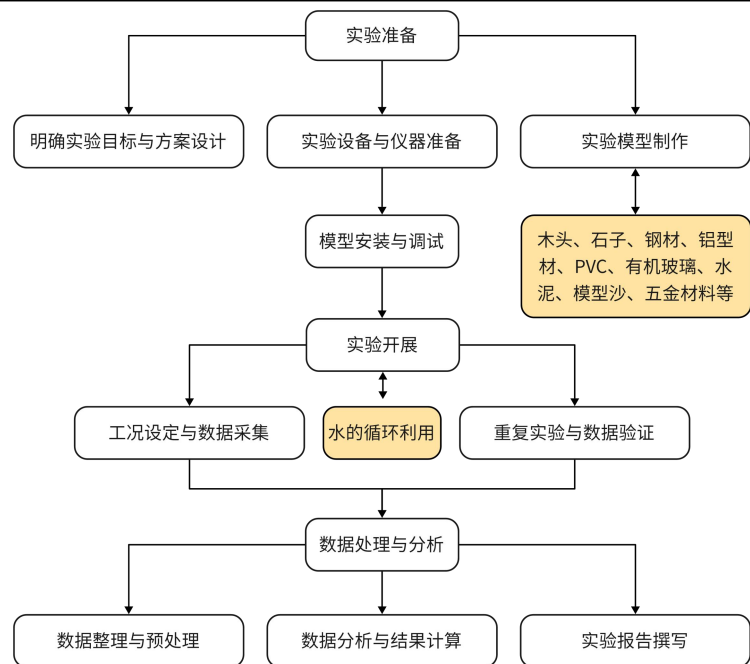 实验准备
明确实验目标与方案设计
实验设备与仪器准备
实验模型制作
模型安装与调试
木头、石子、钢材、铝型
材、PVC、有机玻璃、水
泥、模型沙、五金材料等
实验开展
工况设定与数据采集
水的循环利用
重复实验与数据验证
数据处理与分析
数据整理与预处理
数据分析与结果计算
实验报告撰写